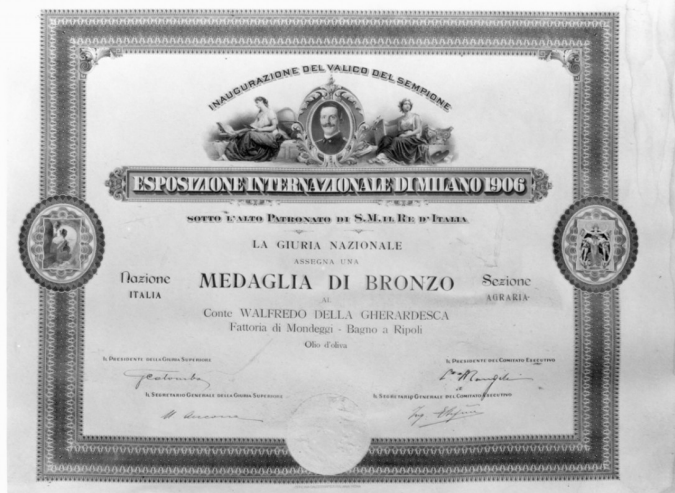 INAUGURAZIONE DEL VALICO DEL SEMPIONE
ESPOSIZIONE INTERNAZIONALE DI MILANO 1906
SOTTO L'ALTO PATRONATO DI S.M. IL RE D'ITALIA
LA GIURIA NAZIONALE
ASSEGNA UNA
Nazione
ITALIA
MEDAGLIA DI BRONZO
Sezione
AGRARIA
AL
Conte WALFREDO DELLA GHERARDESCA
Fattoria di Mondeggi - Bagno a Ripoli
Olio d'oliva
IL PRESIDENTE DELLA GIURIA SUPERIORE
IL PRESIDENTE DEL COMITATO ESECUTIVO
IL SEGRETARIO GENERALE DELLA GIURIA SUPERIORE
IL SEGRETARIO GENERALE DEL COMITATO ESECUTIVO